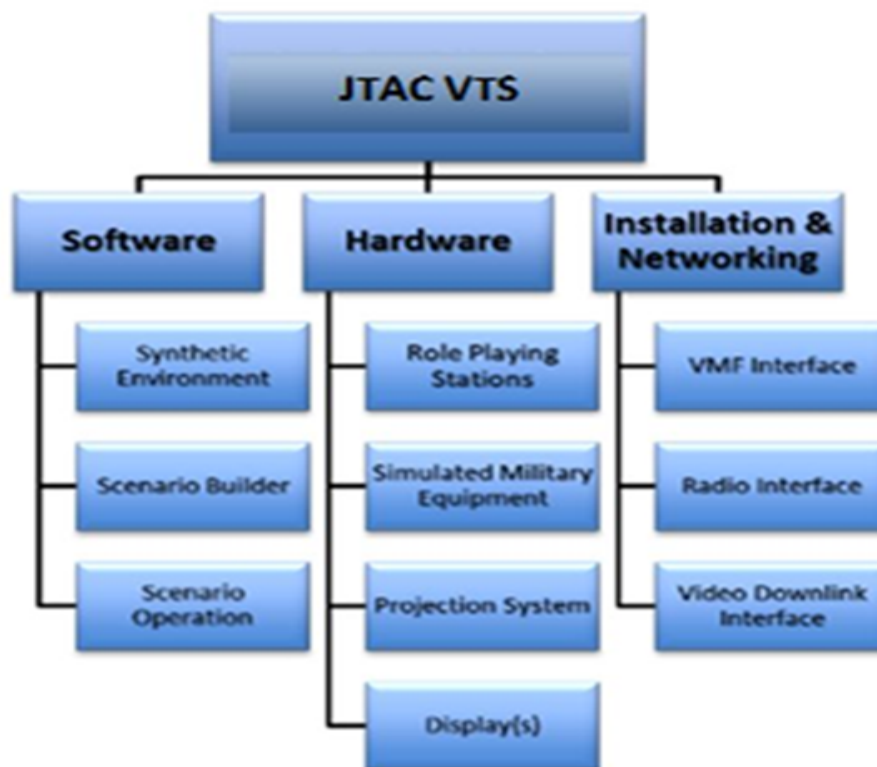 JTAC VTS
Software
Hardware
Installation &
Networking
Synthetic
Environment
Scenario Builder
Scenario
Operation
Role Playing
Stations
Simulated Military
Equipment
Projection System
Display(s)
VMF Interface
Radio Interface
Video Downlink
Interface